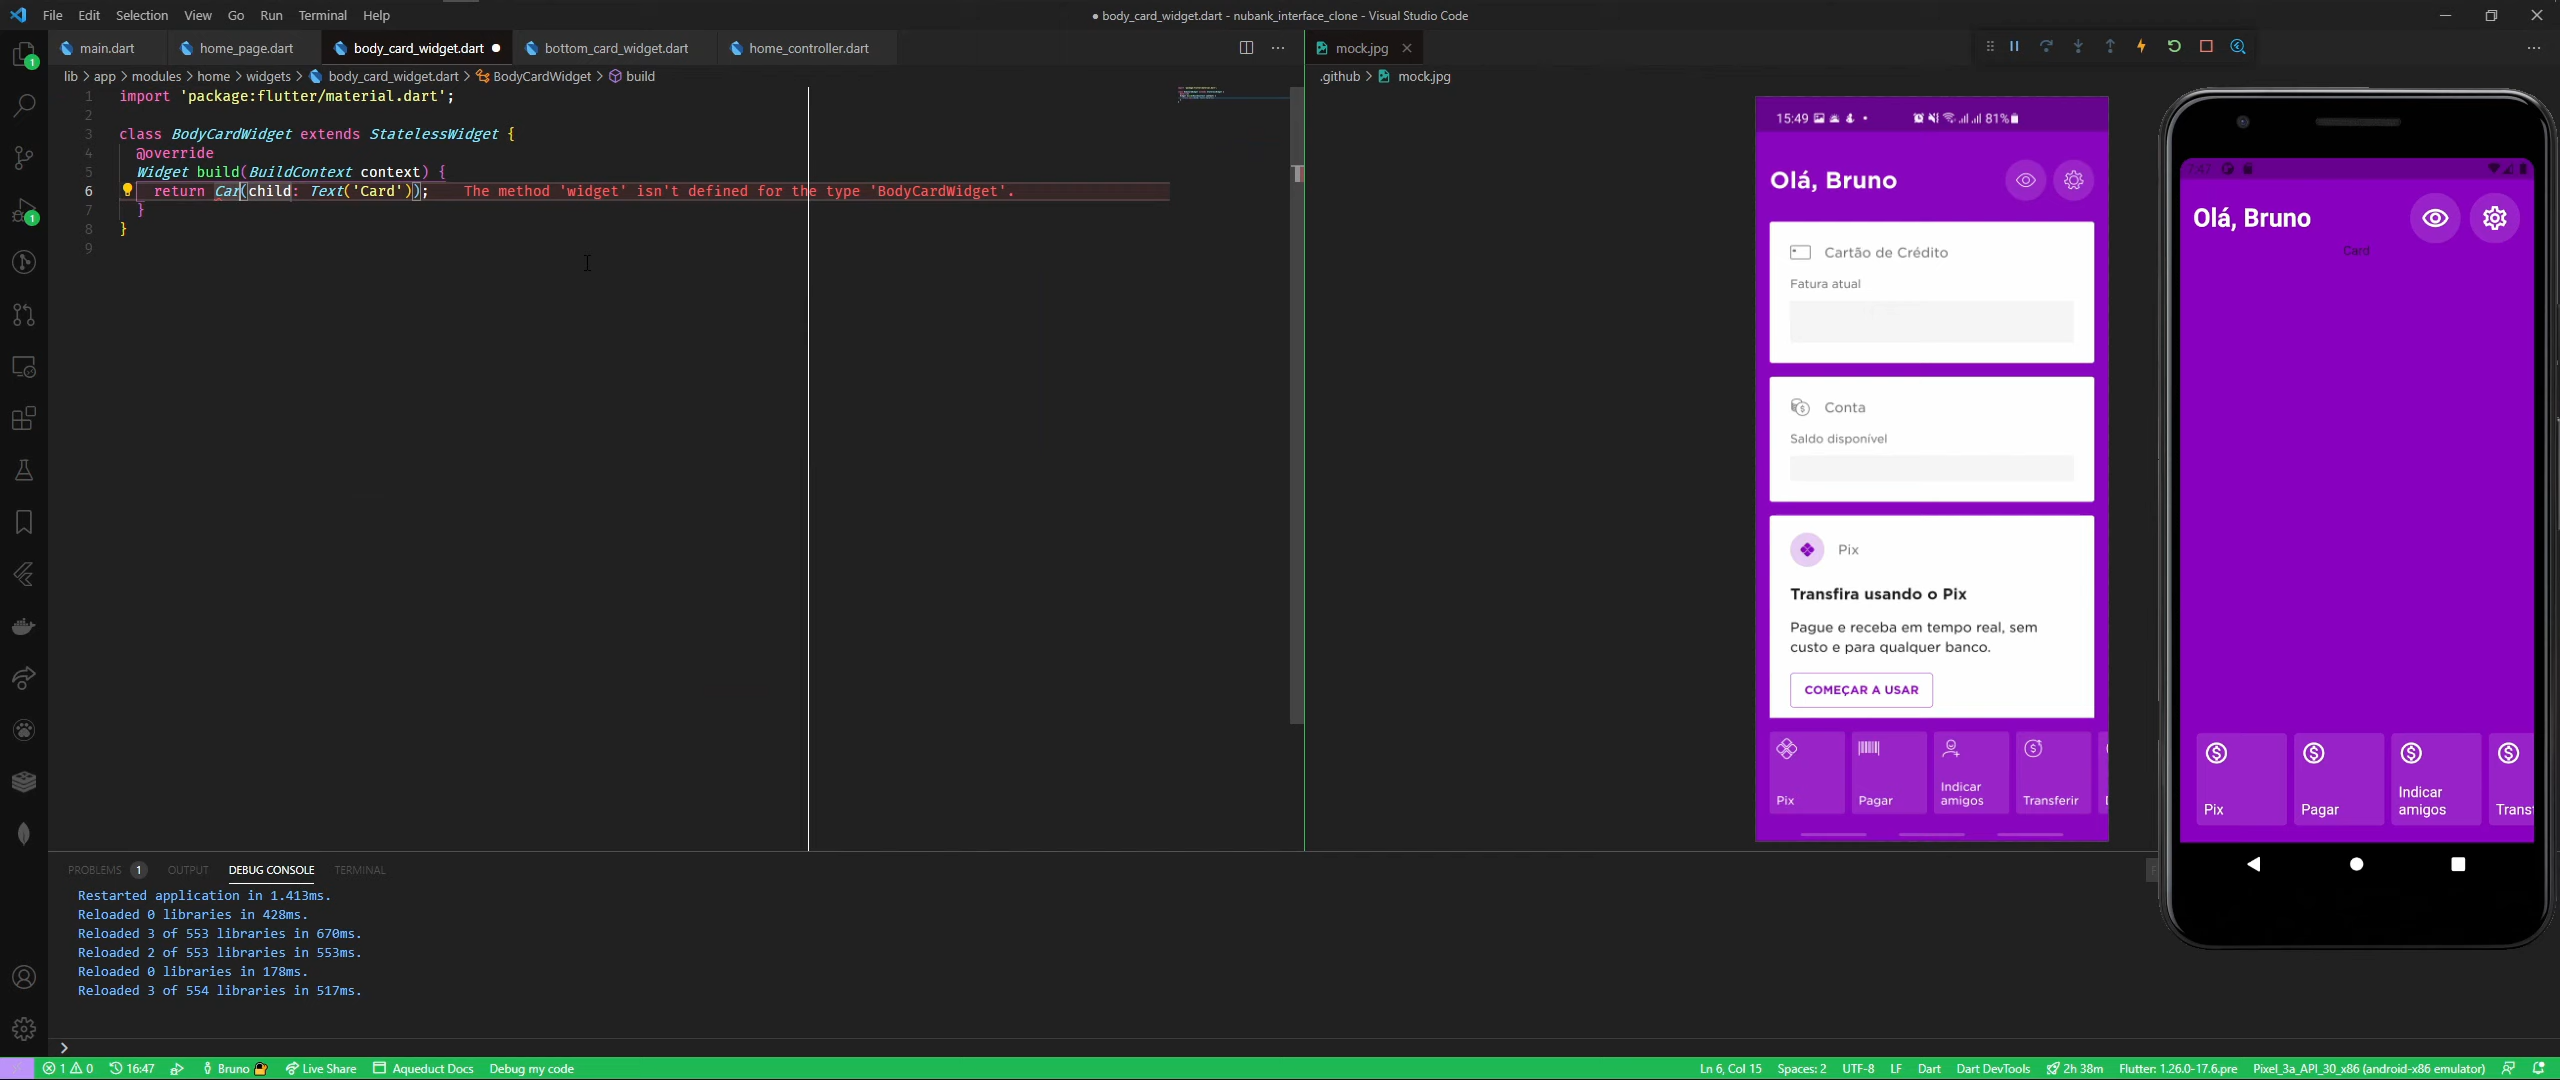 File Edit Selection View Go Run Terminal Help
● body_card_widget.dart - nubank_interface_clone - Visual Studio Code
main.dart home_page.dart body_card_widget.dart bottom_card_widget.dart home_controller.dart
lib > app > modules > home > widgets > body_card_widget.dart > BodyCardWidget > build
1 import 'package:flutter/material.dart';
2
3 class BodyCardWidget extends StatelessWidget {
4 @override
5 Widget build(BuildContext context) {
6 return Car(child: Text('Card')); The method 'widget' isn't defined for the type 'BodyCardWidget'.
7 }
8 }
9
mock.jpg
.github > mock.jpg
15:49 81%
Olá, Bruno
Cartão de Crédito
Fatura atual
Conta
Saldo disponível
Pix
Transfira usando o Pix
Pague e receba em tempo real, sem
custo e para qualquer banco.
COMEÇAR A USAR
Pix Pagar Indicar
amigos Transferir
7:47
Olá, Bruno
Card
Pix Pagar Indicar
amigos Trans
PROBLEMS 1 OUTPUT DEBUG CONSOLE TERMINAL
Restarted application in 1.413ms.
Reloaded 0 libraries in 428ms.
Reloaded 3 of 553 libraries in 670ms.
Reloaded 2 of 553 libraries in 553ms.
Reloaded 0 libraries in 178ms.
Reloaded 3 of 554 libraries in 517ms.
1 0 16:47 Bruno Live Share Aqueduct Docs Debug my code
Ln 6, Col 15 Spaces: 2 UTF-8 LF Dart Dart DevTools 2h 38m Flutter: 1.26.0-17.6.pre Pixel_3a_API_30_x86 (android-x86 emulator)